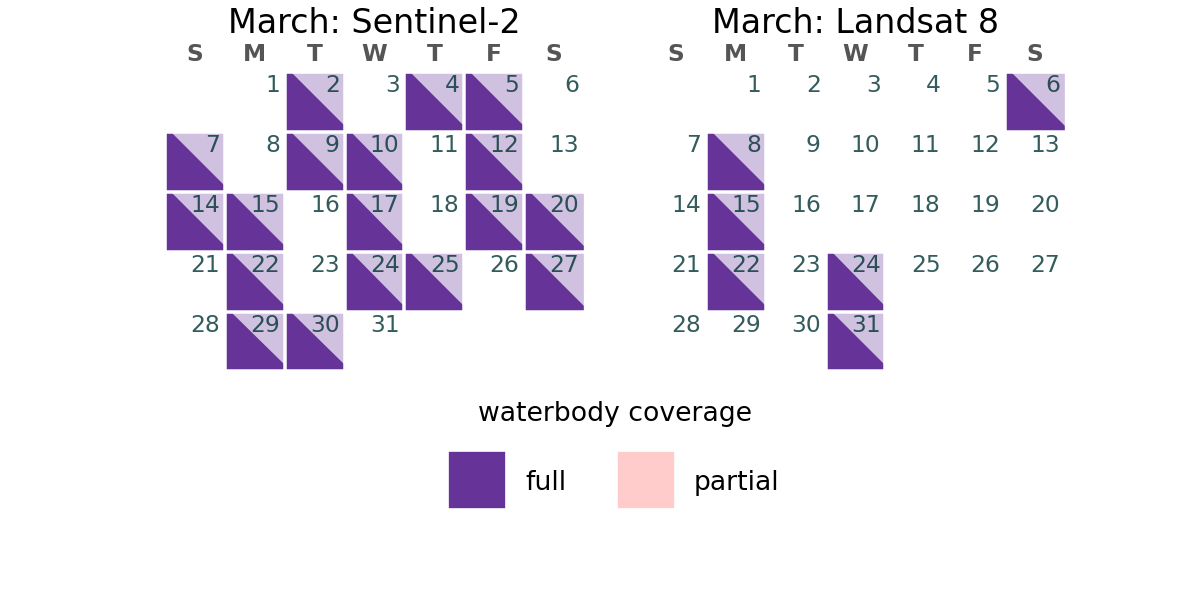 March: Sentinel-2
S M T W T F S
1 2 3 4 5 6
7 8 9 10 11 12 13
14 15 16 17 18 19 20
21 22 23 24 25 26 27
28 29 30 31
March: Landsat 8
S M T W T F S
1 2 3 4 5 6
7 8 9 10 11 12 13
14 15 16 17 18 19 20
21 22 23 24 25 26 27
28 29 30 31
waterbody coverage
full partial